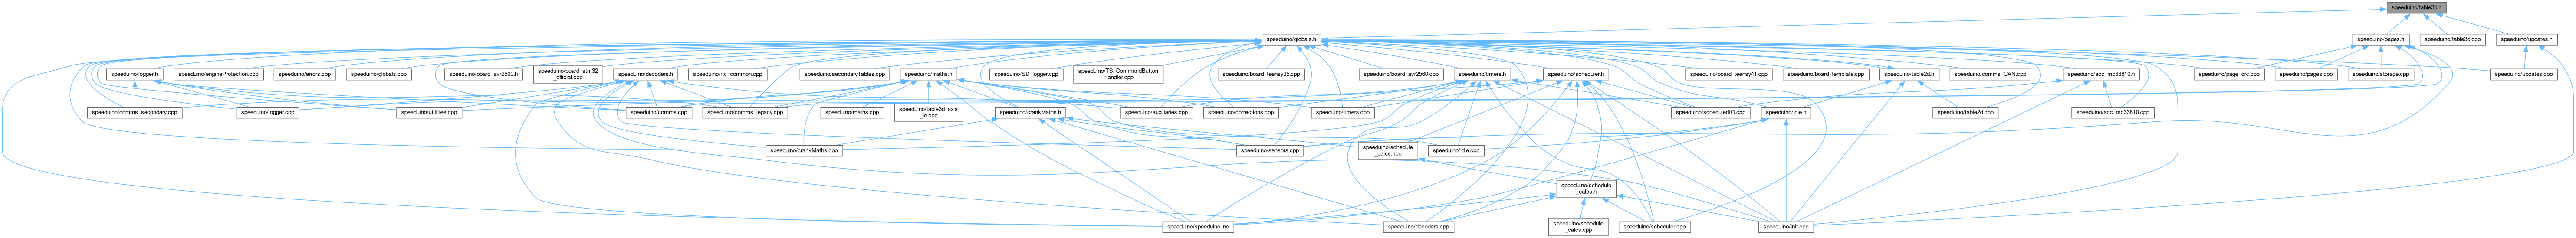 speeduino/table3d.h
speeduino/globals.h
speeduino/pages.h
speeduino/table3d.cpp
speeduino/updates.h
speeduino/logger.h
speeduino/engineProtection.cpp
speeduino/errors.cpp
speeduino/globals.cpp
speeduino/board_avr2560.h
speeduino/board_stm32
_official.cpp
speeduino/decoders.h
speeduino/rtc_common.cpp
speeduino/secondaryTables.cpp
speeduino/maths.h
speeduino/SD_logger.cpp
speeduino/TS_CommandButton
Handler.cpp
speeduino/board_teensy35.cpp
speeduino/board_avr2560.cpp
speeduino/timers.h
speeduino/scheduler.h
speeduino/board_teensy41.cpp
speeduino/board_template.cpp
speeduino/table2d.h
speeduino/comms_CAN.cpp
speeduino/acc_mc33810.h
speeduino/page_crc.cpp
speeduino/pages.cpp
speeduino/storage.cpp
speeduino/updates.cpp
speeduino/comms_secondary.cpp
speeduino/logger.cpp
speeduino/utilities.cpp
speeduino/comms.cpp
speeduino/comms_legacy.cpp
speeduino/maths.cpp
speeduino/table3d_axis
_io.cpp
speeduino/crankMaths.h
speeduino/auxiliaries.cpp
speeduino/corrections.cpp
speeduino/timers.cpp
speeduino/scheduledIO.cpp
speeduino/idle.h
speeduino/table2d.cpp
speeduino/acc_mc33810.cpp
speeduino/crankMaths.cpp
speeduino/sensors.cpp
speeduino/schedule
_calcs.hpp
speeduino/idle.cpp
speeduino/schedule
_calcs.h
speeduino/speeduino.ino
speeduino/decoders.cpp
speeduino/schedule
_calcs.cpp
speeduino/scheduler.cpp
speeduino/init.cpp